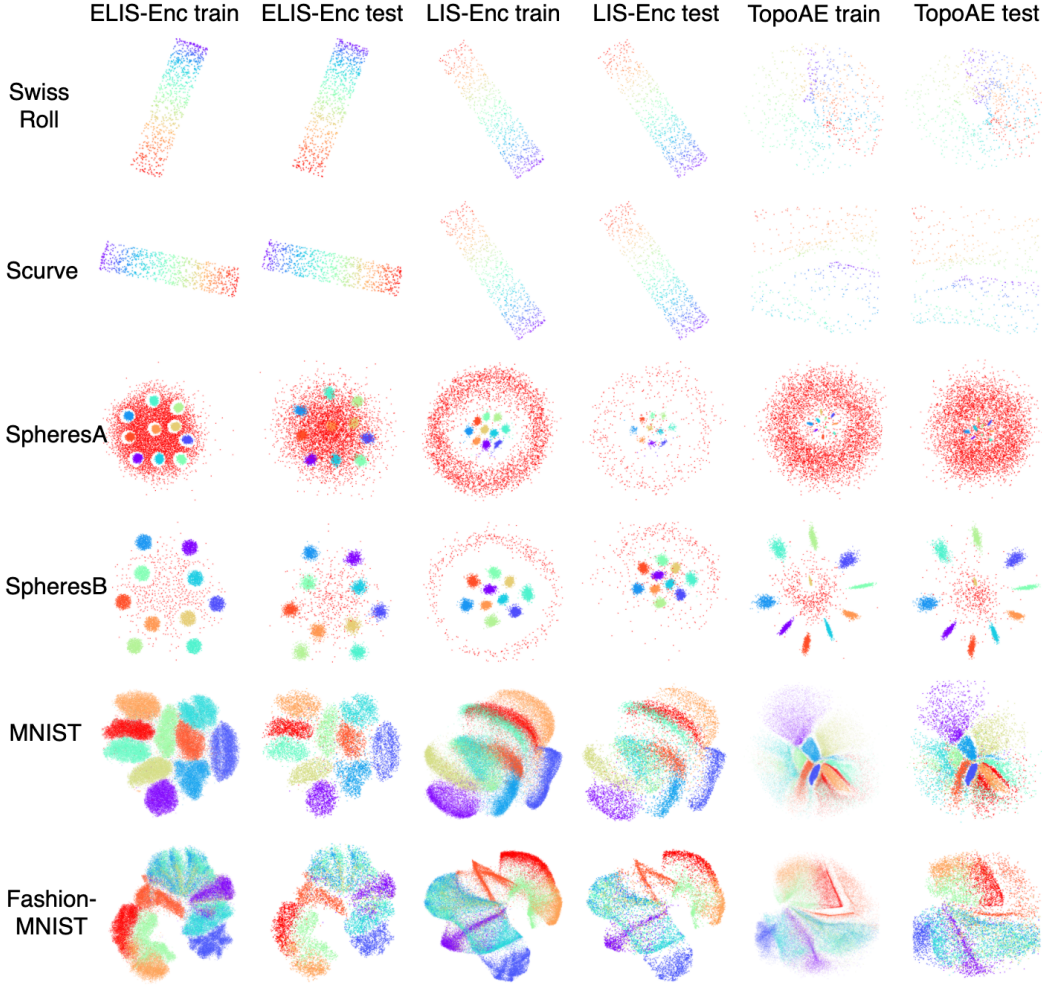 ELIS-Enc train ELIS-Enc test LIS-Enc train LIS-Enc test TopoAE train TopoAE test
Swiss
Roll
Scurve
SpheresA
SpheresB
MNIST
Fashion-
MNIST